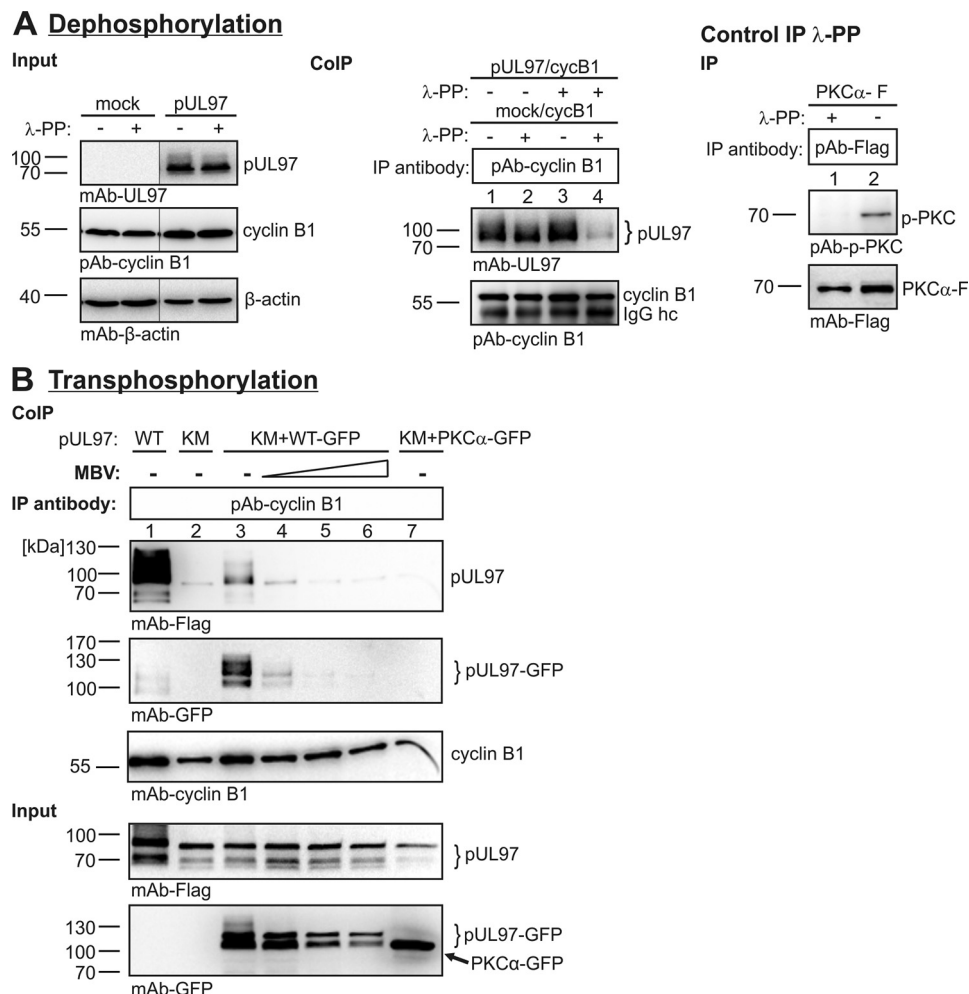 A Dephosphorylation
Input
mock pUL97
λ-PP: - + - +
100
70
pUL97
mAb-UL97
55
cyclin B1
pAb-cyclin B1
40
β-actin
mAb-β-actin
CoIP
pUL97/cycB1
λ-PP: - - + +
mock/cycB1
λ-PP: - + - +
IP antibody: pAb-cyclin B1
1 2 3 4
100
70
} pUL97
mAb-UL97
55
cyclin B1
IgG hc
pAb-cyclin B1
Control IP λ-PP
IP
PKCα- F
λ-PP: + -
IP antibody: pAb-Flag
1 2
70
p-PKC
pAb-p-PKC
70
PKCα-F
mAb-Flag
B Transphosphorylation
CoIP
pUL97: WT KM KM+WT-GFP KM+PKCα-GFP
MBV: - - - -
IP antibody: pAb-cyclin B1
1 2 3 4 5 6 7
[kDa] 130
100
70
pUL97
mAb-Flag
170
130
100
} pUL97-GFP
mAb-GFP
55
cyclin B1
mAb-cyclin B1
Input
100
70
} pUL97
mAb-Flag
130
100
70
} pUL97-GFP
PKCα-GFP
mAb-GFP